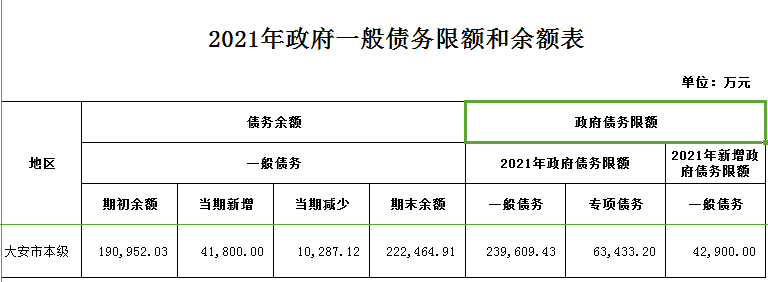 2021年政府一般债务限额和余额表
单位：万元
地区 债务余额 政府债务限额
一般债务 2021年政府债务限额 2021年新增政
府债务限额
期初余额 当期新增 当期减少 期末余额 一般债务 专项债务 一般债务
大安市本级 190,952.03 41,800.00 10,287.12 222,464.91 239,609.43 63,433.20 42,900.00